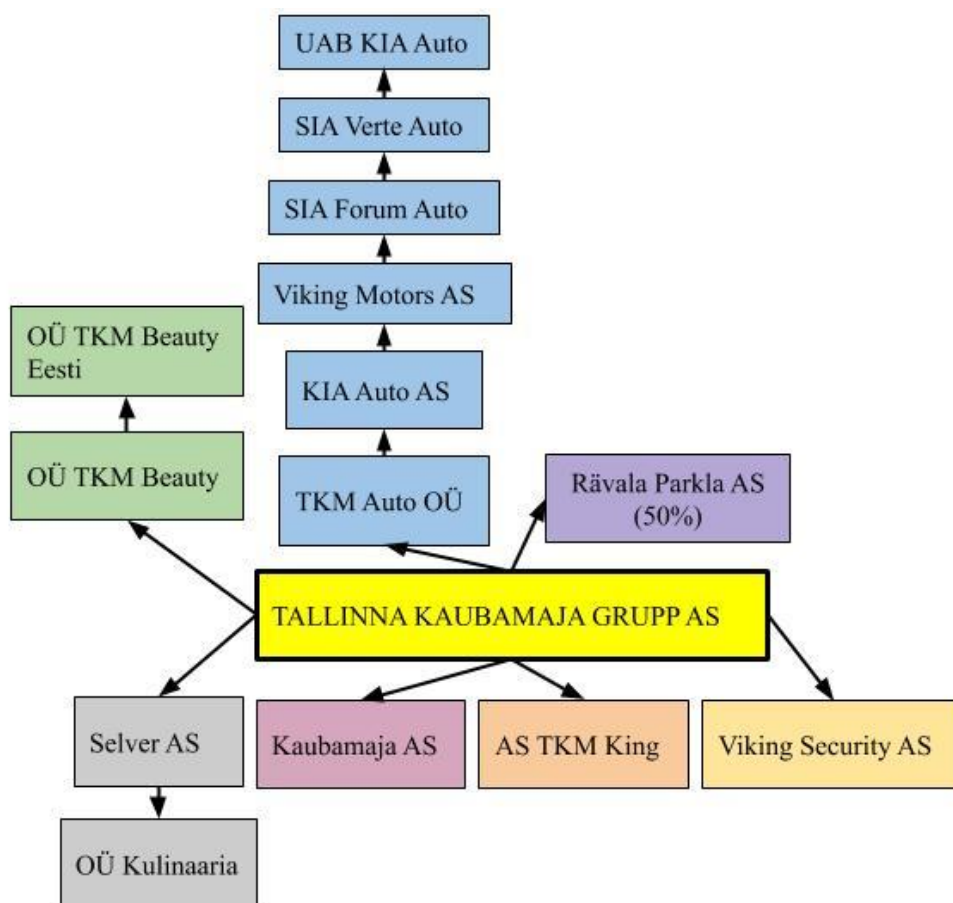 UAB KIA Auto
SIA Verte Auto
SIA Forum Auto
Viking Motors AS
OÜ TKM Beauty
Eesti
KIA Auto AS
OÜ TKM Beauty
TKM Auto OÜ
Rävala Parkla AS
(50%)
TALLINNA KAUBAMAJA GRUPP AS
Selver AS
Kaubamaja AS
AS TKM King
Viking Security AS
OÜ Kulinaaria